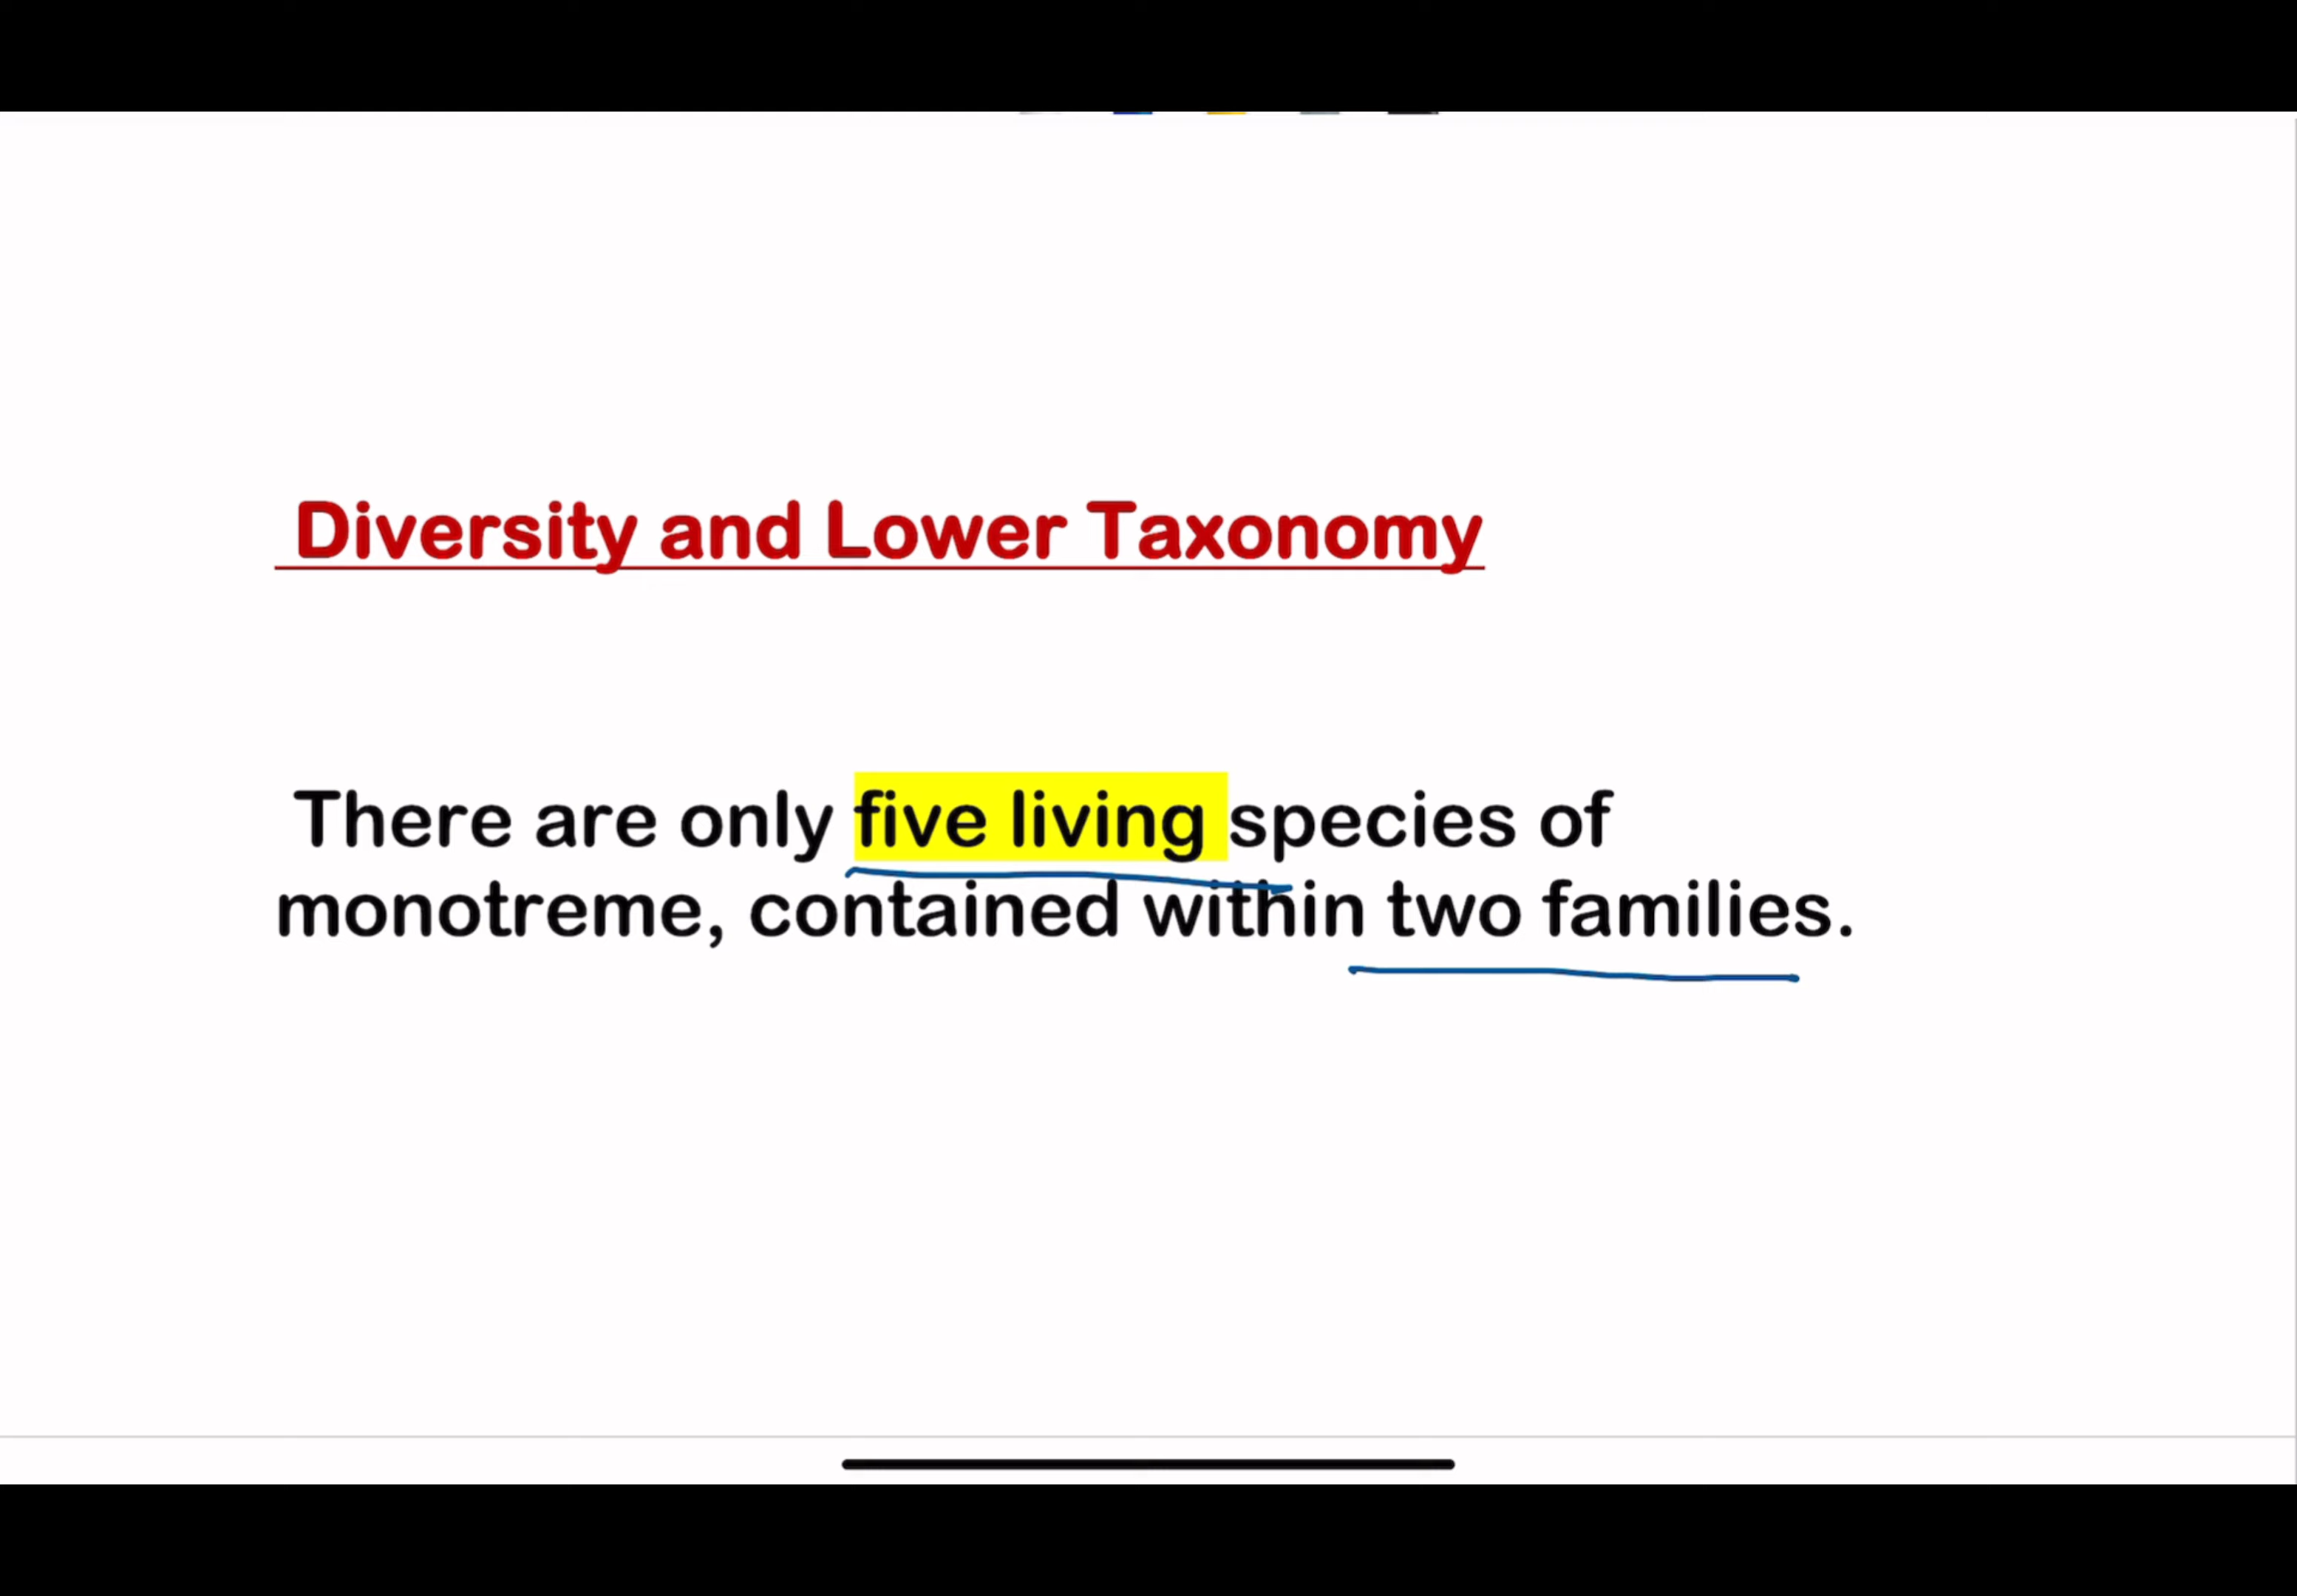 Diversity and Lower Taxonomy
There are only five living species of
monotreme, contained within two families.